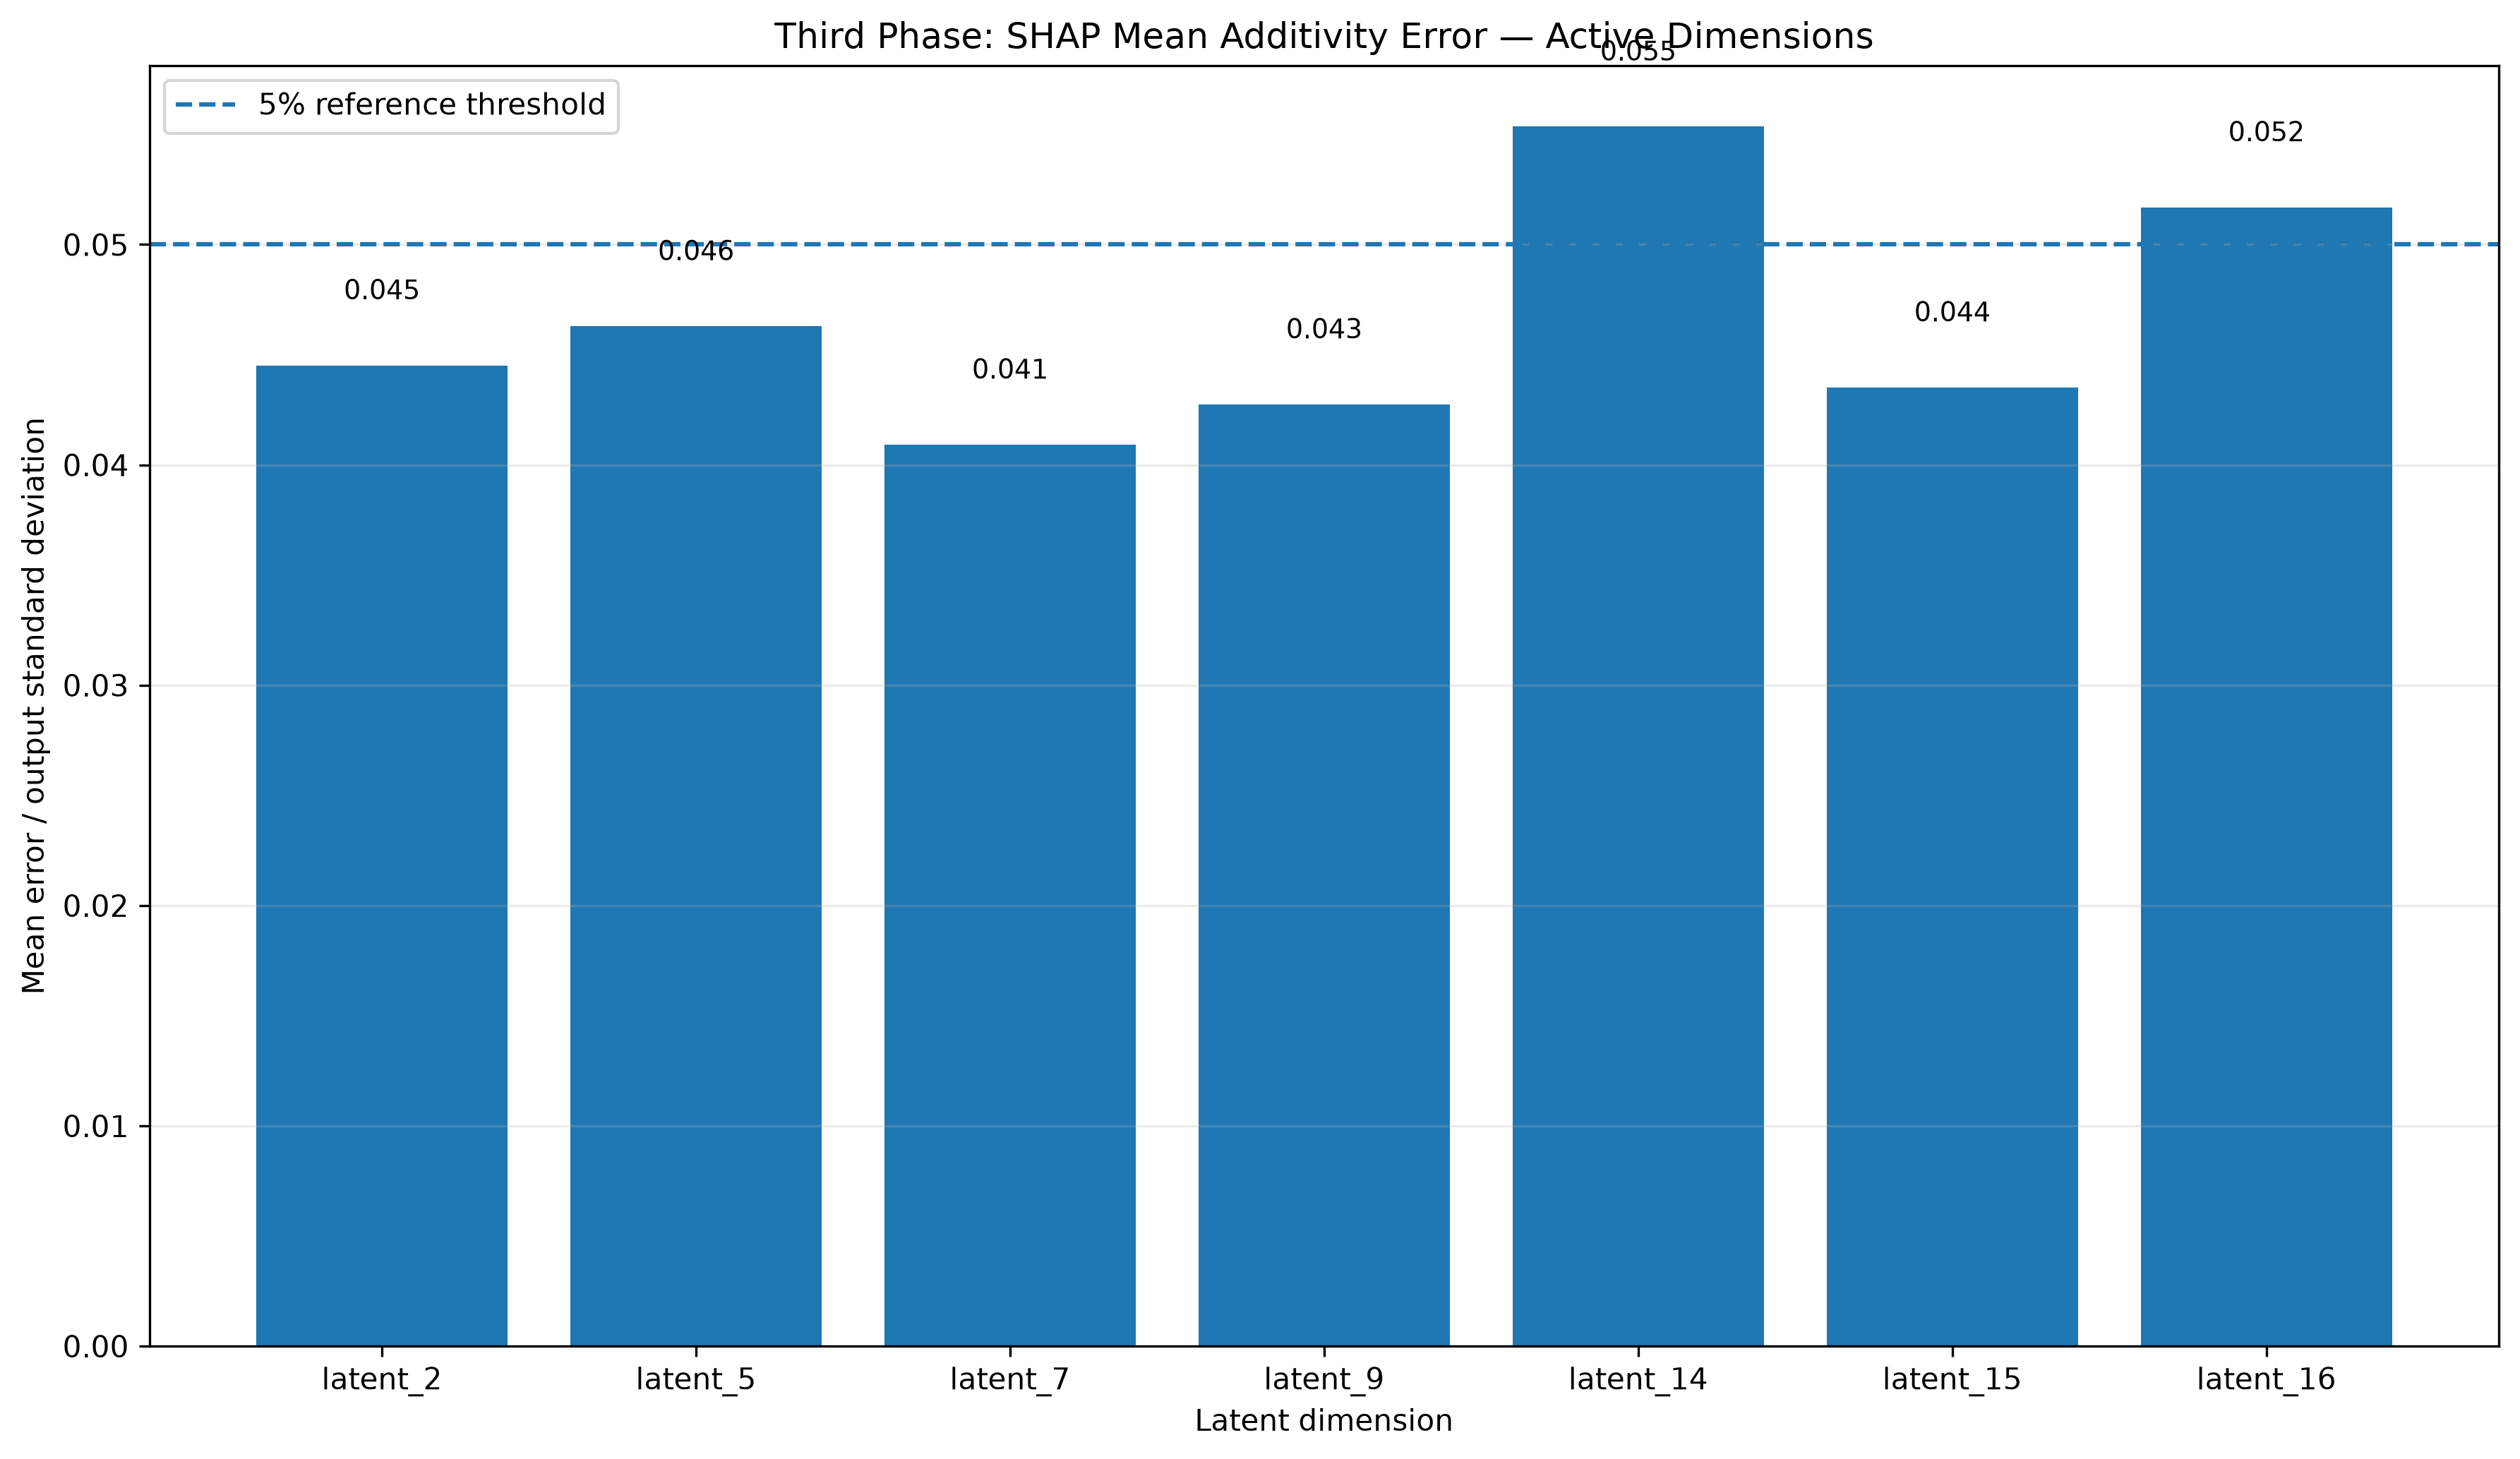 Third Phase: SHAP Mean Additivity Error — Active Dimensions
0.055
5% reference threshold
0.052
0.046
0.045
0.044
0.043
0.041
Mean error / output standard deviation
0.05
0.04
0.03
0.02
0.01
0.00
latent_2 latent_5 latent_7 latent_9 latent_14 latent_15 latent_16
Latent dimension